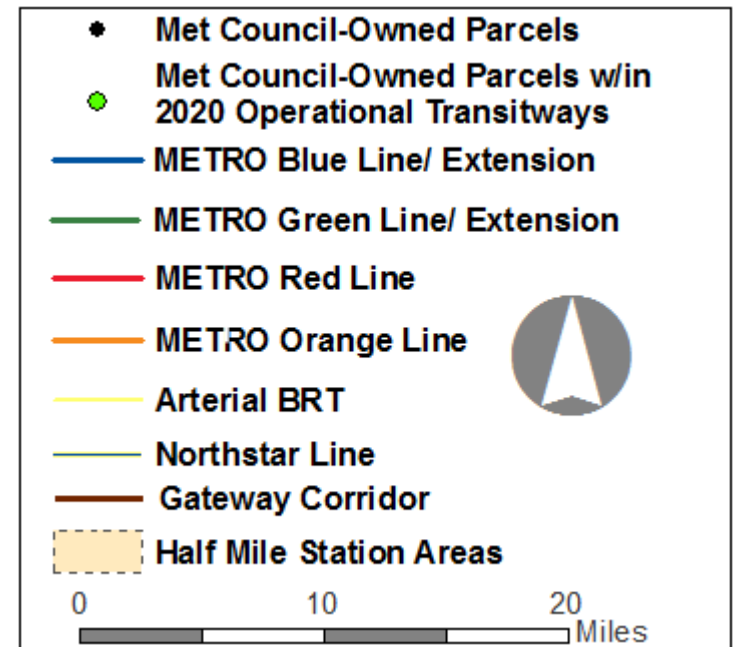 Met Council-Owned Parcels
Met Council-Owned Parcels w/in
2020 Operational Transitways
METRO Blue Line/ Extension
METRO Green Line/ Extension
METRO Red Line
METRO Orange Line
Arterial BRT
Northstar Line
Gateway Corridor
Half Mile Station Areas
0 10 20
Miles